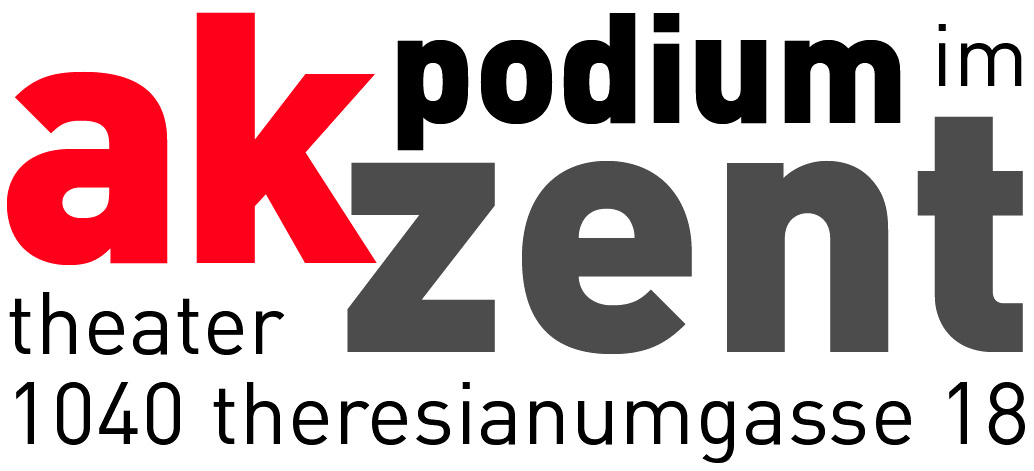 podium im
akzent
theater
1040 theresianumgasse 18